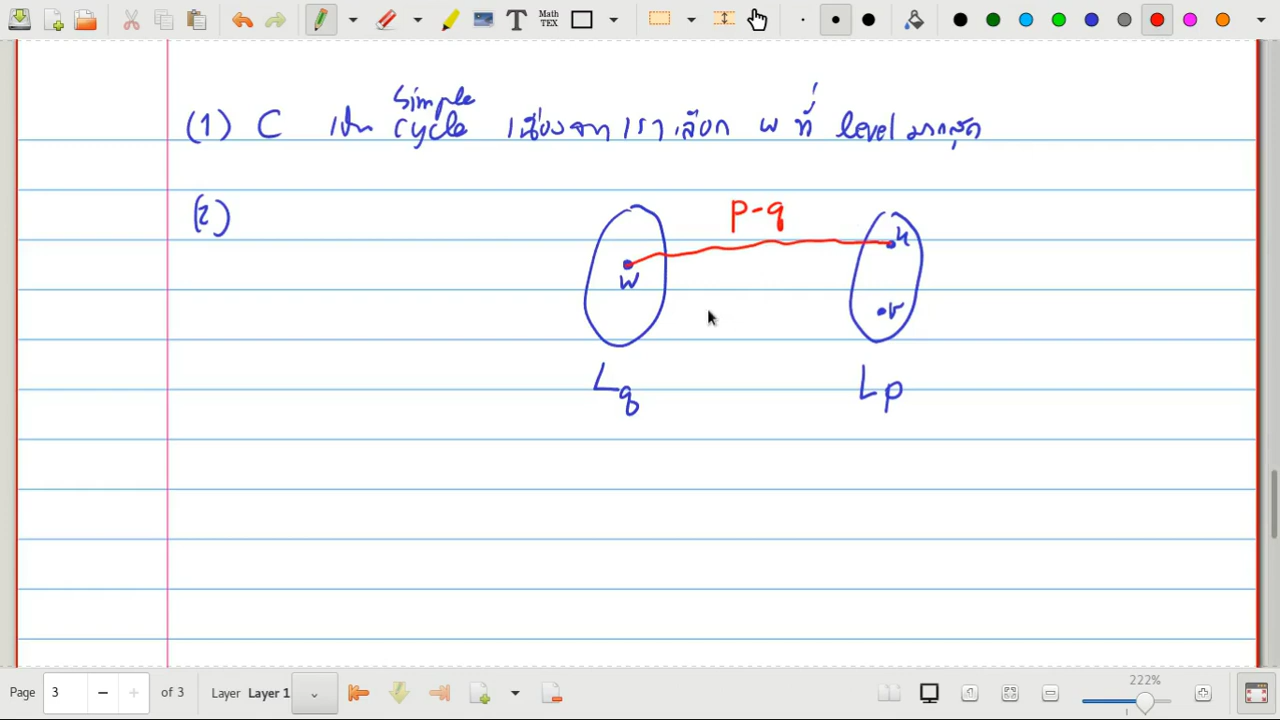 simple
(1) C เป็น cycle เนื่องจาก เรา เลือก w ที่ level มากสุด
(2)
p-q
u
w
v
Lq
Lp
Math
TEX
T
222%
Page 3 of 3 Layer Layer 1